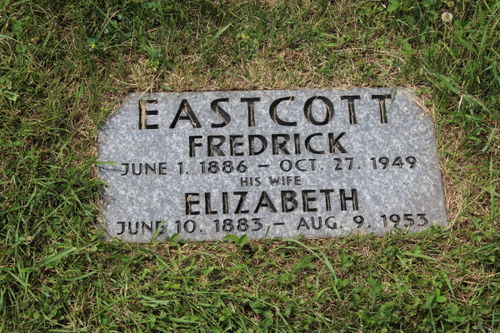 EASTCOTT
FREDRICK
JUNE 1. 1886 – OCT. 27. 1949
HIS WIFE
ELIZABETH
JUNE 10. 1883, – AUG. 9. 1953